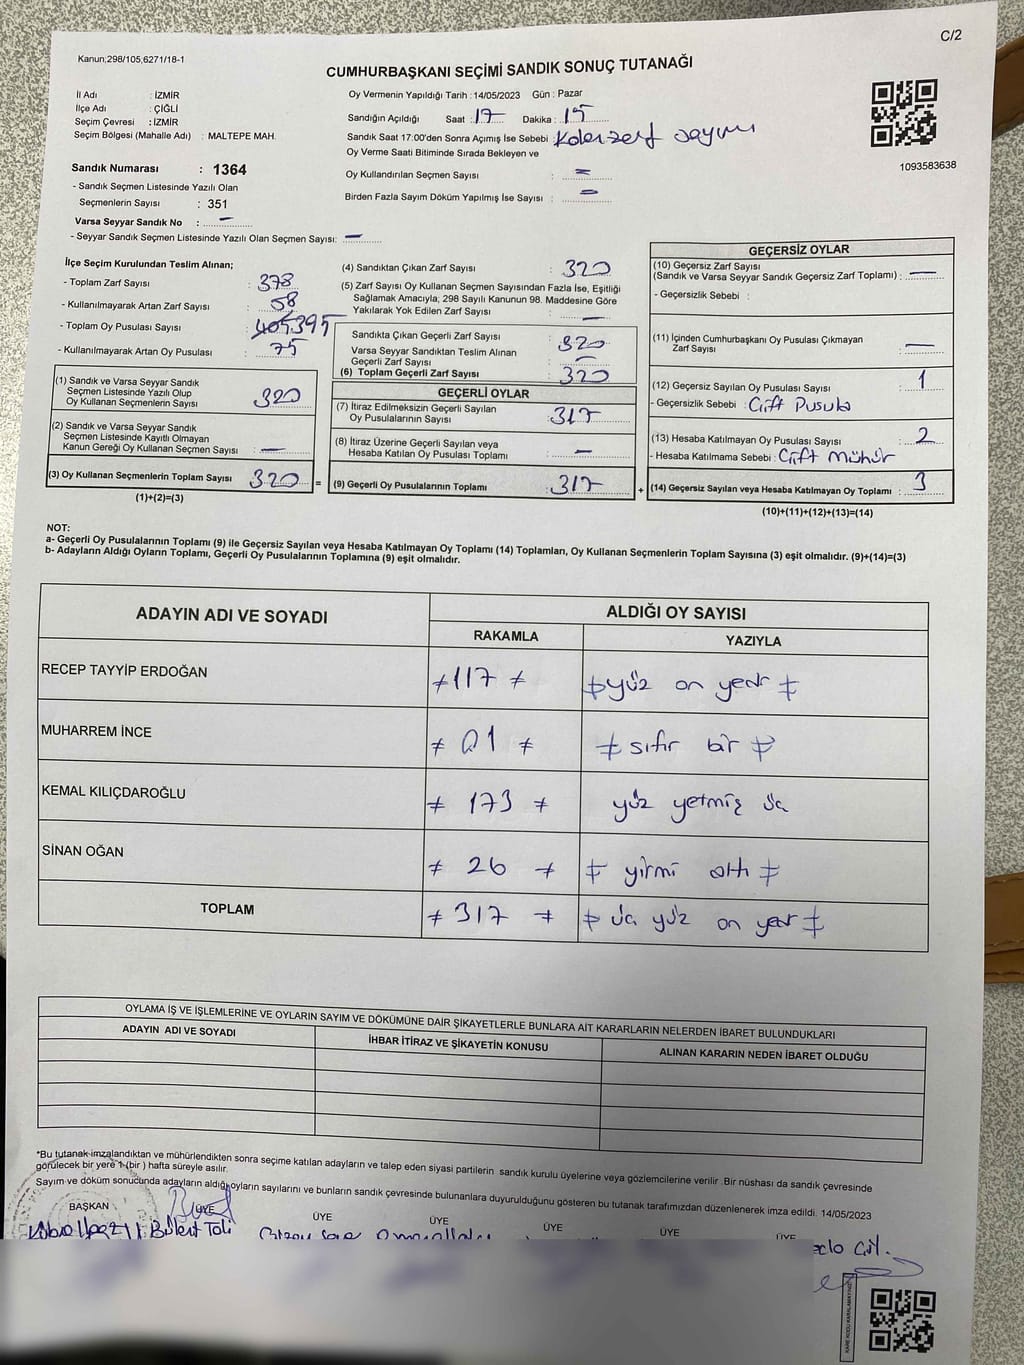 C/2
Kanun;298/105,6271/18-1
CUMHURBAŞKANI SEÇİMİ SANDIK SONUÇ TUTANAĞI
İl Adı : İZMİR
İlçe Adı : ÇİĞLİ
Seçim Çevresi : İZMİR
Seçim Bölgesi (Mahalle Adı) : MALTEPE MAH.
Sandık Numarası : 1364
- Sandık Seçmen Listesinde Yazılı Olan
Seçmenlerin Sayısı : 351
Varsa Seyyar Sandık No : –
- Seyyar Sandık Seçmen Listesinde Yazılı Olan Seçmen Sayısı: –
Oy Vermenin Yapıldığı Tarih : 14/05/2023 Gün : Pazar
Sandığın Açıldığı Saat : 17 Dakika : 15
Sandık Saat 17:00'den Sonra Açımış İse Sebebi : sayımı
Oy Verme Saati Bitiminde Sırada Bekleyen ve
Oy Kullandırılan Seçmen Sayısı : =
Birden Fazla Sayım Döküm Yapılmış İse Sayısı : =
1093583638
İlçe Seçim Kurulundan Teslim Alınan;
- Toplam Zarf Sayısı : 378
- Kullanılmayarak Artan Zarf Sayısı : 58
- Toplam Oy Pusulası Sayısı : 395
- Kullanılmayarak Artan Oy Pusulası : 75
(1) Sandık ve Varsa Seyyar Sandık
Seçmen Listesinde Yazılı Olup
Oy Kullanan Seçmenlerin Sayısı : 320
(2) Sandık ve Varsa Seyyar Sandık
Seçmen Listesinde Kayıtlı Olmayan
Kanun Gereği Oy Kullanan Seçmen Sayısı : –
(3) Oy Kullanan Seçmenlerin Toplam Sayısı : 320 =
(1)+(2)=(3)
(4) Sandıktan Çıkan Zarf Sayısı : 320
(5) Zarf Sayısı Oy Kullanan Seçmen Sayısından Fazla İse, Eşitliği
Sağlamak Amacıyla, 298 Sayılı Kanunun 98. Maddesine Göre
Yakılarak Yok Edilen Zarf Sayısı : –
Sandıkta Çıkan Geçerli Zarf Sayısı : 320
Varsa Seyyar Sandıktan Teslim Alınan
Geçerli Zarf Sayısı : –
(6) Toplam Geçerli Zarf Sayısı : 320
GEÇERLİ OYLAR
(7) İtiraz Edilmeksizin Geçerli Sayılan
Oy Pusulalarının Sayısı : 317
(8) İtiraz Üzerine Geçerli Sayılan veya
Hesaba Katılan Oy Pusulası Toplamı : –
(9) Geçerli Oy Pusulalarının Toplamı : 317 +
GEÇERSİZ OYLAR
(10) Geçersiz Zarf Sayısı
(Sandık ve Varsa Seyyar Sandık Geçersiz Zarf Toplamı) : –
- Geçersizlik Sebebi :
(11) İçinden Cumhurbaşkanı Oy Pusulası Çıkmayan
Zarf Sayısı : –
(12) Geçersiz Sayılan Oy Pusulası Sayısı : 1
- Geçersizlik Sebebi : Çift Pusula
(13) Hesaba Katılmayan Oy Pusulası Sayısı : 2
- Hesaba Katılmama Sebebi : Çift Mühür
(14) Geçersiz Sayılan veya Hesaba Katılmayan Oy Toplamı : 3
(10)+(11)+(12)+(13)=(14)
NOT:
a- Geçerli Oy Pusulalarının Toplamı (9) ile Geçersiz Sayılan veya Hesaba Katılmayan Oy Toplamı (14) Toplamları, Oy Kullanan Seçmenlerin Toplam Sayısına (3) eşit olmalıdır. (9)+(14)=(3)
b- Adayların Aldığı Oyların Toplamı, Geçerli Oy Pusulalarının Toplamına (9) eşit olmalıdır.
ADAYIN ADI VE SOYADI ALDIĞI OY SAYISI
RAKAMLA YAZIYLA
RECEP TAYYİP ERDOĞAN ≠ 117 ≠ ≠ yüz on yedi ≠
MUHARREM İNCE ≠ 01 ≠ ≠ sıfır bir ≠
KEMAL KILIÇDAROĞLU ≠ 173 ≠ yüz yetmiş üç
SİNAN OĞAN ≠ 26 ≠ ≠ yirmi altı ≠
TOPLAM ≠ 317 ≠ ≠ üç yüz on yedi ≠
OYLAMA İŞ VE İŞLEMLERİNE VE OYLARIN SAYIM VE DÖKÜMÜNE DAİR ŞİKAYETLERLE BUNLARA AİT KARARLARIN NELERDEN İBARET BULUNDUKLARI
ADAYIN ADI VE SOYADI İHBAR İTİRAZ VE ŞİKAYETİN KONUSU ALINAN KARARIN NEDEN İBARET OLDUĞU
*Bu tutanak imzalandıktan ve mühürlendikten sonra seçime katılan adayların ve talep eden siyasi partilerin sandık kurulu üyelerine veya gözlemcilerine verilir .Bir nüshası da sandık çevresinde
görülecek bir yere 1 (bir ) hafta süreyle asılır.
Sayım ve döküm sonucunda adayların aldığı oyların sayılarını ve bunların sandık çevresinde bulunanlara duyurulduğunu gösteren bu tutanak tarafımızdan düzenlenerek imza edildi. 14/05/2023
BAŞKAN ÜYE ÜYE ÜYE ÜYE ÜYE ÜYE
Bülent